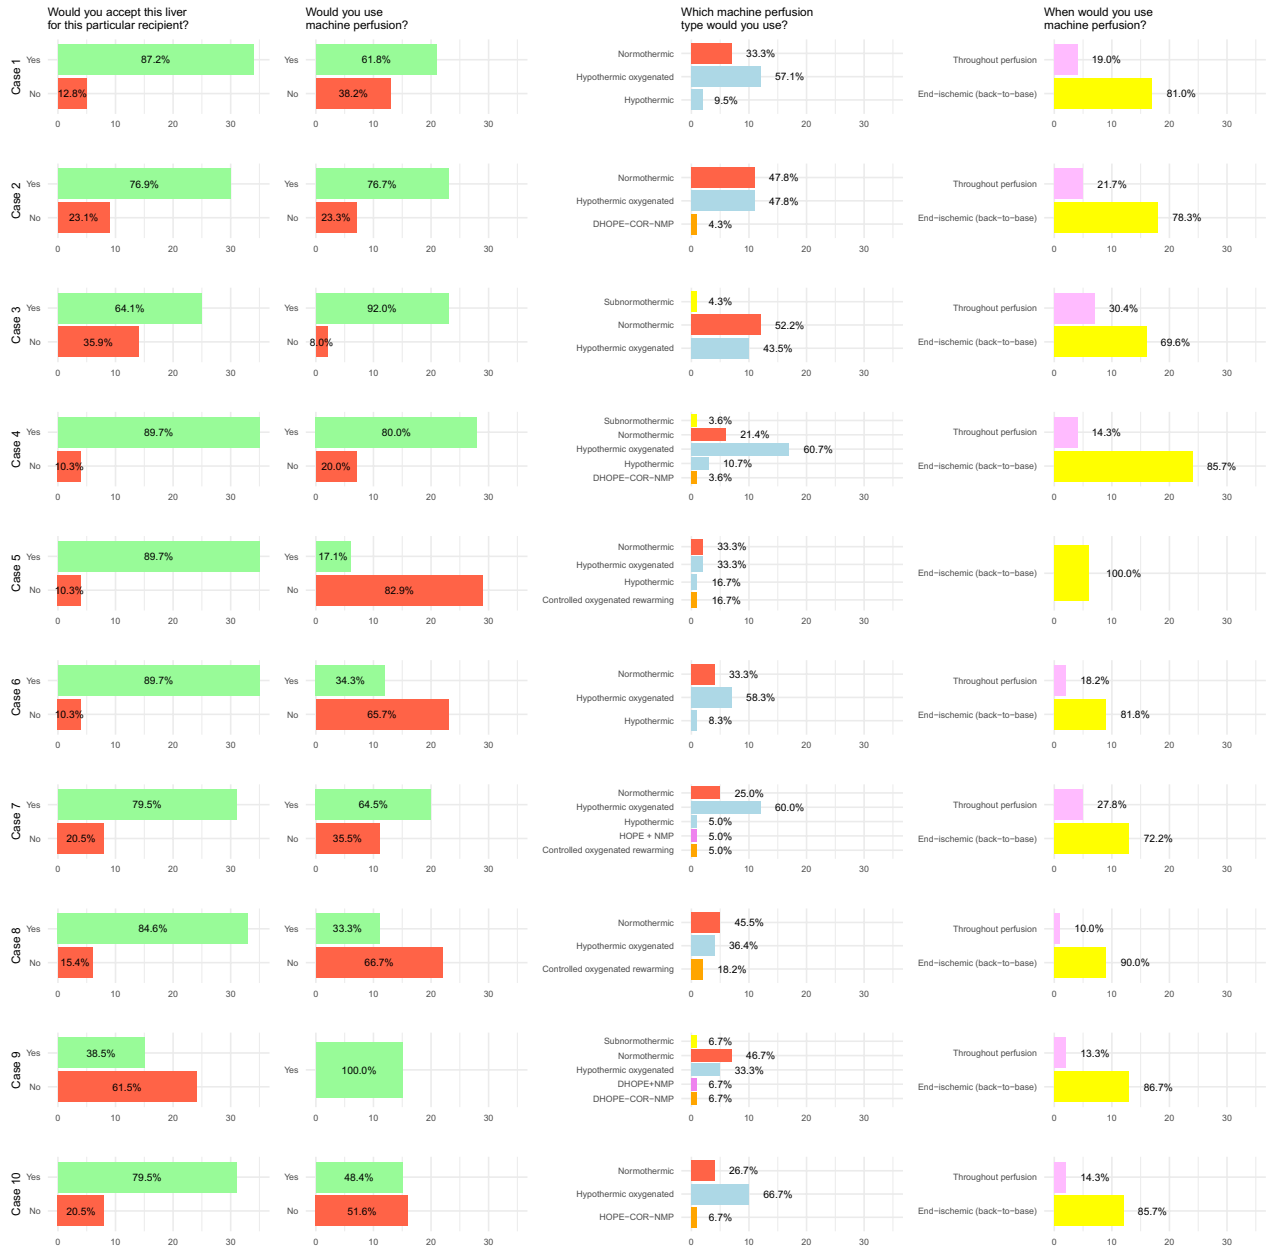 Would you accept this liver
for this particular recipient?
Would you use
machine perfusion?
Which machine perfusion
type would you use?
When would you use
machine perfusion?
Case 1
Yes
87.2%
No
12.8%
0 10 20 30
Yes
61.8%
No
38.2%
0 10 20 30
Normothermic
33.3%
Hypothermic oxygenated
57.1%
Hypothermic
9.5%
0 10 20 30
Throughout perfusion
19.0%
End−ischemic (back−to−base)
81.0%
0 10 20 30
Case 2
Yes
76.9%
No
23.1%
0 10 20 30
Yes
76.7%
No
23.3%
0 10 20 30
Normothermic
47.8%
Hypothermic oxygenated
47.8%
DHOPE−COR−NMP
4.3%
0 10 20 30
Throughout perfusion
21.7%
End−ischemic (back−to−base)
78.3%
0 10 20 30
Case 3
Yes
64.1%
No
35.9%
0 10 20 30
Yes
92.0%
No
8.0%
0 10 20 30
Subnormothermic
4.3%
Normothermic
52.2%
Hypothermic oxygenated
43.5%
0 10 20 30
Throughout perfusion
30.4%
End−ischemic (back−to−base)
69.6%
0 10 20 30
Case 4
Yes
89.7%
No
10.3%
0 10 20 30
Yes
80.0%
No
20.0%
0 10 20 30
Subnormothermic
3.6%
Normothermic
21.4%
Hypothermic oxygenated
60.7%
Hypothermic
10.7%
DHOPE−COR−NMP
3.6%
0 10 20 30
Throughout perfusion
14.3%
End−ischemic (back−to−base)
85.7%
0 10 20 30
Case 5
Yes
89.7%
No
10.3%
0 10 20 30
Yes
17.1%
No
82.9%
0 10 20 30
Normothermic
33.3%
Hypothermic oxygenated
33.3%
Hypothermic
16.7%
Controlled oxygenated rewarming
16.7%
0 10 20 30
End−ischemic (back−to−base)
100.0%
0 10 20 30
Case 6
Yes
89.7%
No
10.3%
0 10 20 30
Yes
34.3%
No
65.7%
0 10 20 30
Normothermic
33.3%
Hypothermic oxygenated
58.3%
Hypothermic
8.3%
0 10 20 30
Throughout perfusion
18.2%
End−ischemic (back−to−base)
81.8%
0 10 20 30
Case 7
Yes
79.5%
No
20.5%
0 10 20 30
Yes
64.5%
No
35.5%
0 10 20 30
Normothermic
25.0%
Hypothermic oxygenated
60.0%
Hypothermic
5.0%
HOPE + NMP
5.0%
Controlled oxygenated rewarming
5.0%
0 10 20 30
Throughout perfusion
27.8%
End−ischemic (back−to−base)
72.2%
0 10 20 30
Case 8
Yes
84.6%
No
15.4%
0 10 20 30
Yes
33.3%
No
66.7%
0 10 20 30
Normothermic
45.5%
Hypothermic oxygenated
36.4%
Controlled oxygenated rewarming
18.2%
0 10 20 30
Throughout perfusion
10.0%
End−ischemic (back−to−base)
90.0%
0 10 20 30
Case 9
Yes
38.5%
No
61.5%
0 10 20 30
Yes
100.0%
0 10 20 30
Subnormothermic
6.7%
Normothermic
46.7%
Hypothermic oxygenated
33.3%
DHOPE+NMP
6.7%
DHOPE−COR−NMP
6.7%
0 10 20 30
Throughout perfusion
13.3%
End−ischemic (back−to−base)
86.7%
0 10 20 30
Case 10
Yes
79.5%
No
20.5%
0 10 20 30
Yes
48.4%
No
51.6%
0 10 20 30
Normothermic
26.7%
Hypothermic oxygenated
66.7%
HOPE−COR−NMP
6.7%
0 10 20 30
Throughout perfusion
14.3%
End−ischemic (back−to−base)
85.7%
0 10 20 30